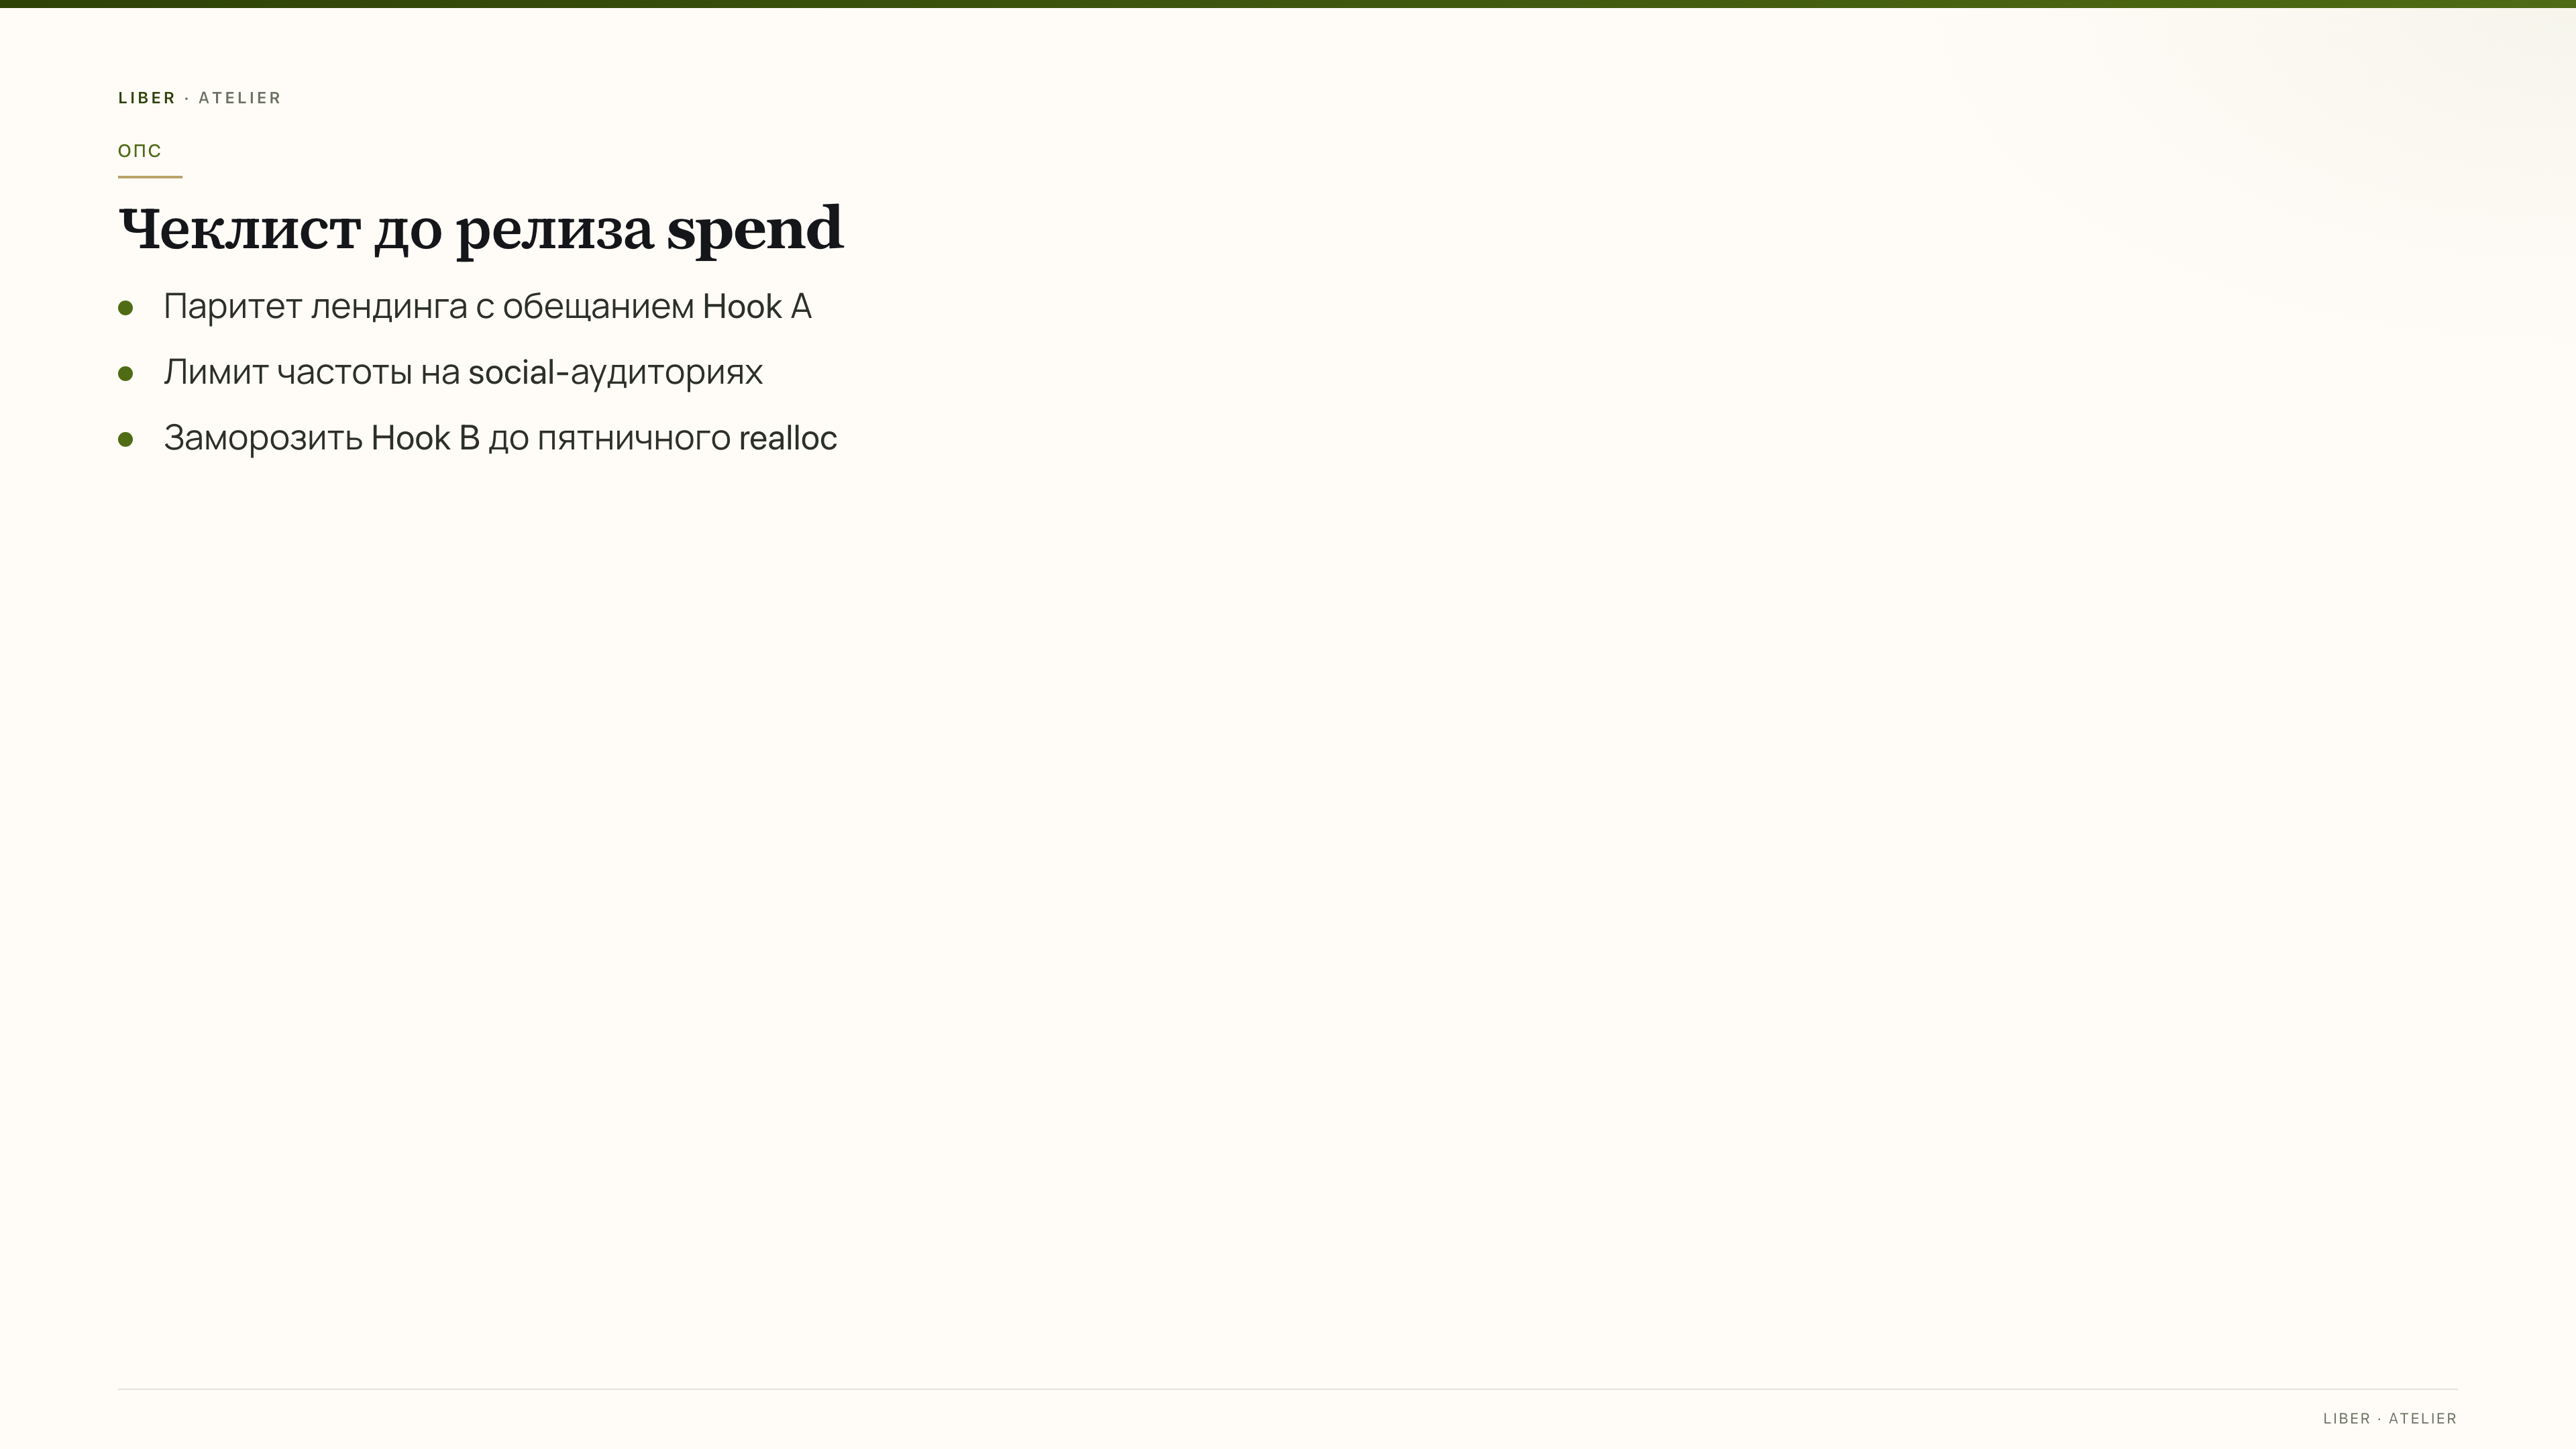 LIBER · ATELIER
ОПС
Чеклист до релиза spend
Паритет лендинга с обещанием Hook A
Лимит частоты на social-аудиториях
Заморозить Hook B до пятничного realloc
LIBER · ATELIER